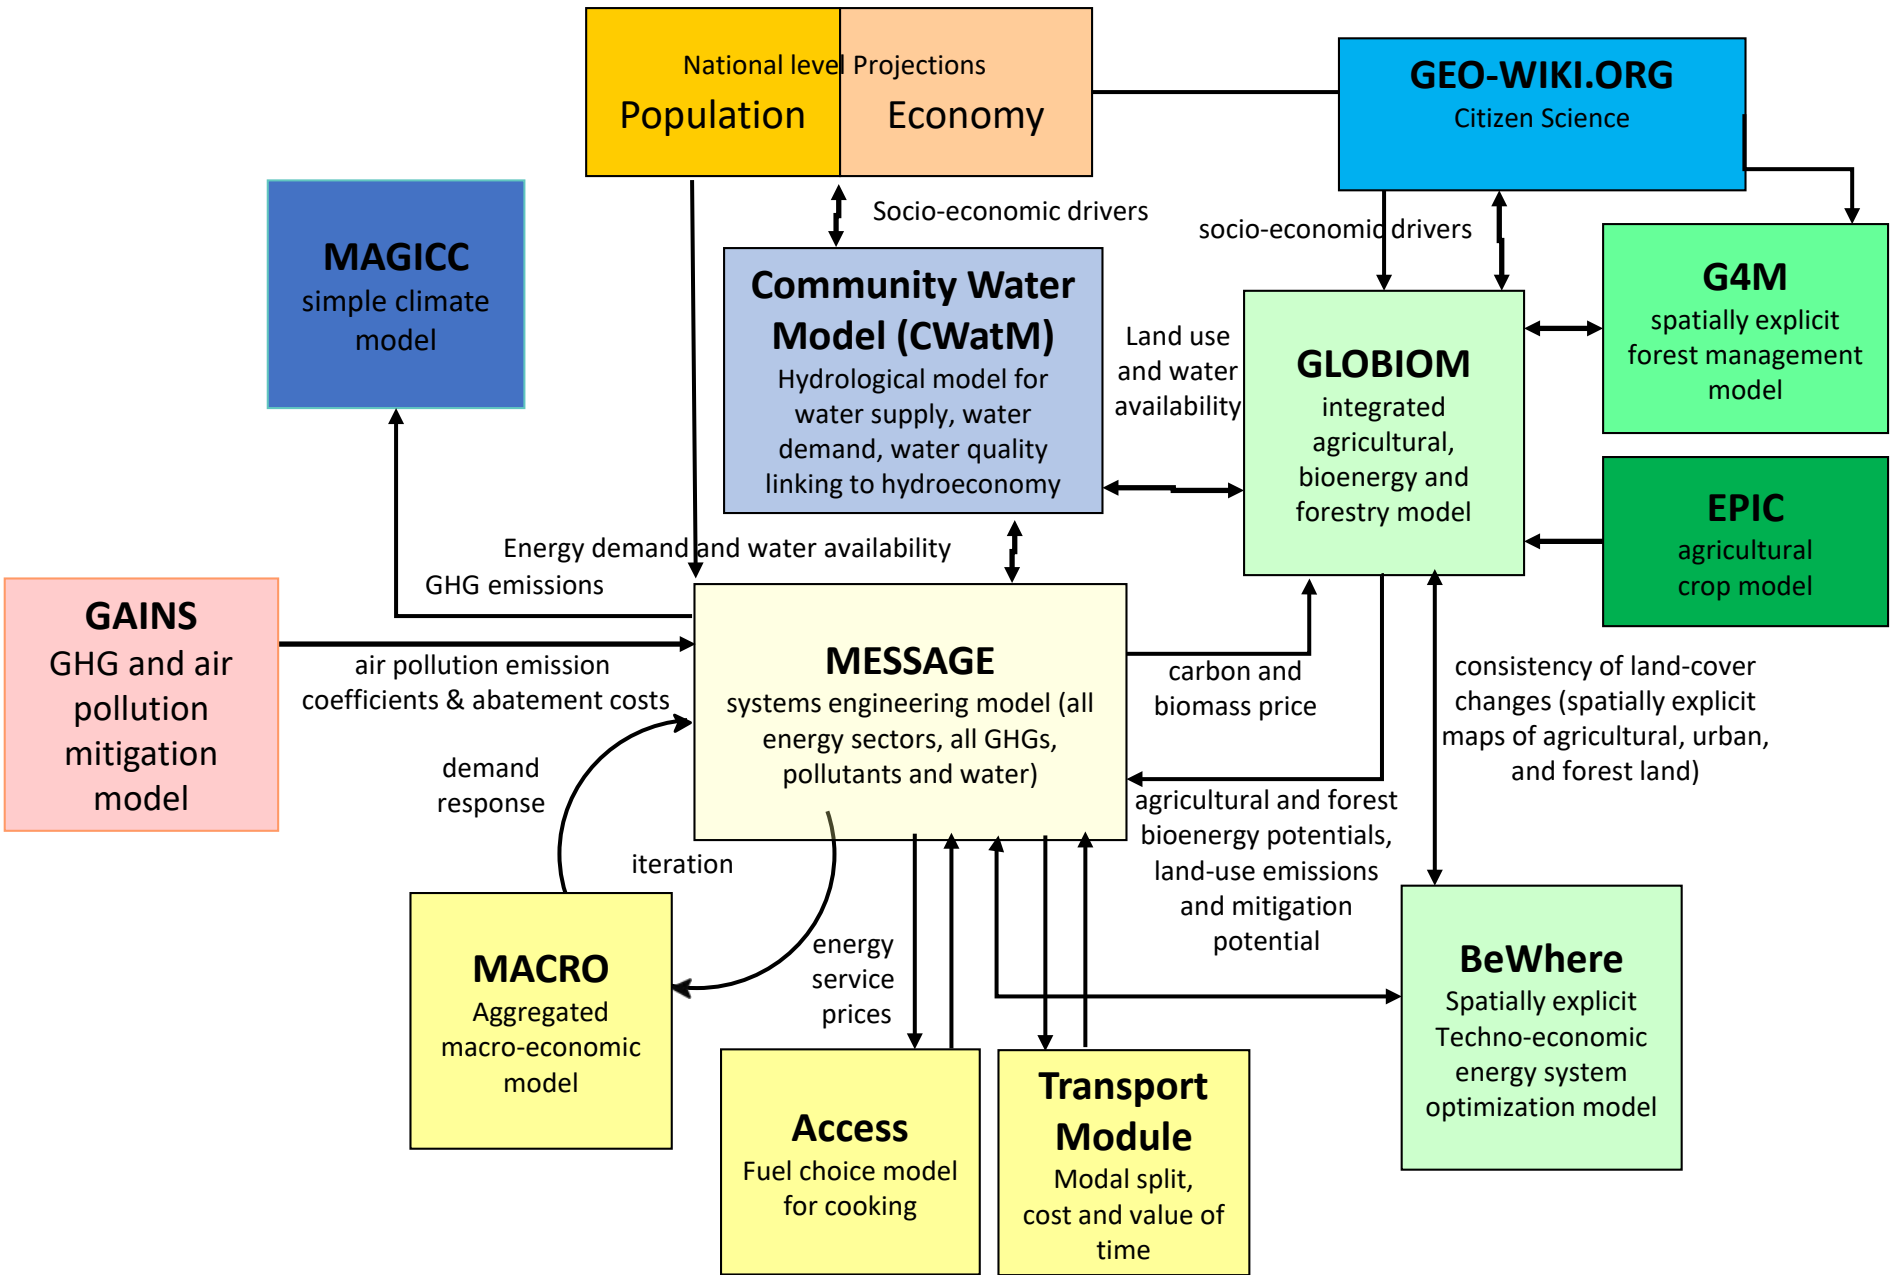 National level Projections
Population
Economy
GEO-WIKI.ORG
Citizen Science
MAGICC
simple climate
model
Socio-economic drivers
socio-economic drivers
Community Water
Model (CWatM)
Hydrological model for
water supply, water
demand, water quality
linking to hydroeconomy
Land use
and water
availability
GLOBIOM
integrated
agricultural,
bioenergy and
forestry model
G4M
spatially explicit
forest management
model
EPIC
agricultural
crop model
Energy demand and water availability
GHG emissions
GAINS
GHG and air
pollution
mitigation
model
air pollution emission
coefficients & abatement costs
MESSAGE
systems engineering model (all
energy sectors, all GHGs,
pollutants and water)
carbon and
biomass price
consistency of land-cover
changes (spatially explicit
maps of agricultural, urban,
and forest land)
demand
response
iteration
agricultural and forest
bioenergy potentials,
land-use emissions
and mitigation
potential
energy
service
prices
MACRO
Aggregated
macro-economic
model
Access
Fuel choice model
for cooking
Transport
Module
Modal split,
cost and value of
time
BeWhere
Spatially explicit
Techno-economic
energy system
optimization model